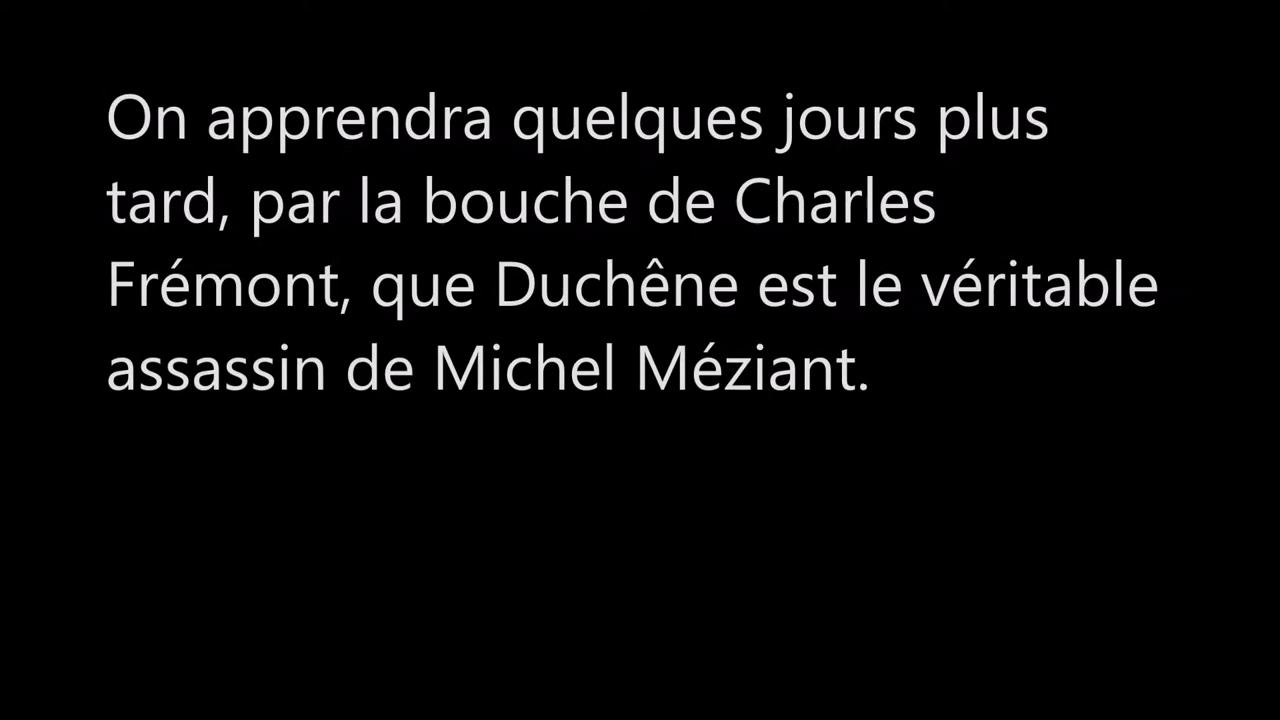 On apprendra quelques jours plus
tard, par la bouche de Charles
Frémont, que Duchêne est le véritable
assassin de Michel Méziant.